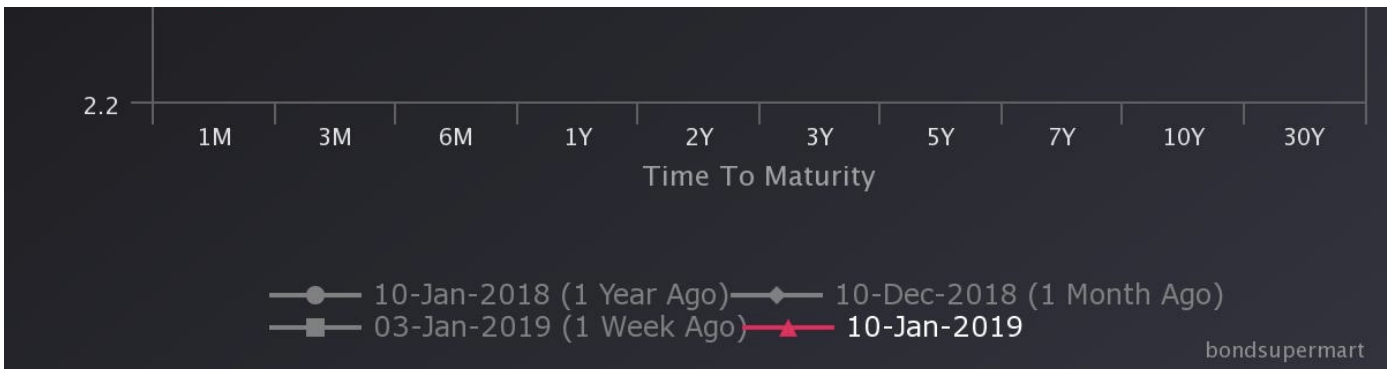 2.2
1M 3M 6M 1Y 2Y 3Y 5Y 7Y 10Y 30Y
Time To Maturity
10-Jan-2018 (1 Year Ago) 10-Dec-2018 (1 Month Ago)
03-Jan-2019 (1 Week Ago) 10-Jan-2019
bondsupermart